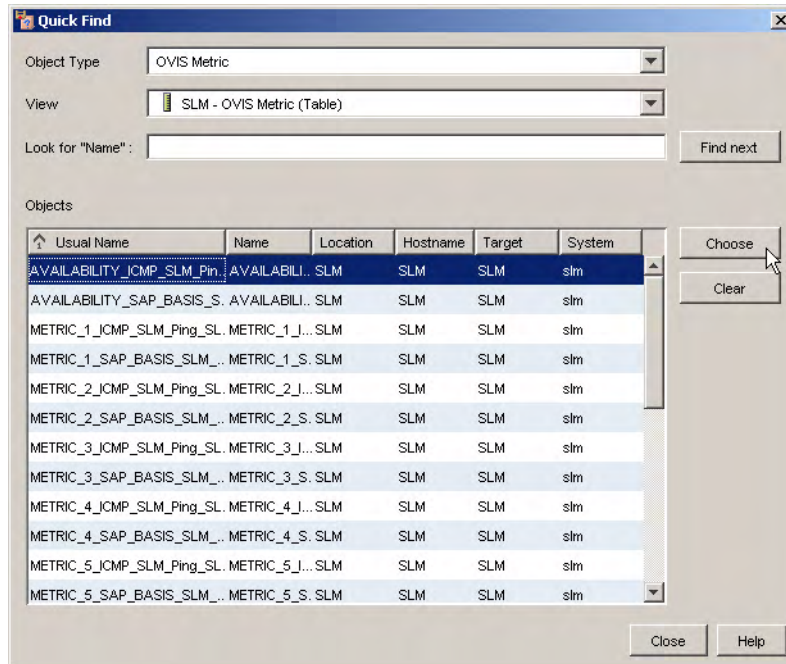 Quick Find
Object Type OVIS Metric
View SLM - OVIS Metric (Table)
Look for "Name" : Find next
Objects
1 Usual Name Name Location Hostname Target System Choose
AVAILABILITY_ICMP_SLM_Pin.. AVAILABILI.. SLM SLM SLM slm
AVAILABILITY_SAP_BASIS_S.. AVAILABILI.. SLM SLM SLM slm Clear
METRIC_1_ICMP_SLM_Ping_SL.. METRIC_1_I... SLM SLM SLM slm
METRIC_1_SAP_BASIS_SLM_... METRIC_1_S.. SLM SLM SLM slm
METRIC_2_ICMP_SLM_Ping_SL.. METRIC_2_I... SLM SLM SLM slm
METRIC_2_SAP_BASIS_SLM_... METRIC_2_S.. SLM SLM SLM slm
METRIC_3_ICMP_SLM_Ping_SL.. METRIC_3_I... SLM SLM SLM slm
METRIC_3_SAP_BASIS_SLM_... METRIC_3_S.. SLM SLM SLM slm
METRIC_4_ICMP_SLM_Ping_SL.. METRIC_4_I... SLM SLM SLM slm
METRIC_4_SAP_BASIS_SLM_... METRIC_4_S.. SLM SLM SLM slm
METRIC_5_ICMP_SLM_Ping_SL.. METRIC_5_I... SLM SLM SLM slm
METRIC_5_SAP_BASIS_SLM_... METRIC_5_S.. SLM SLM SLM slm
Close Help